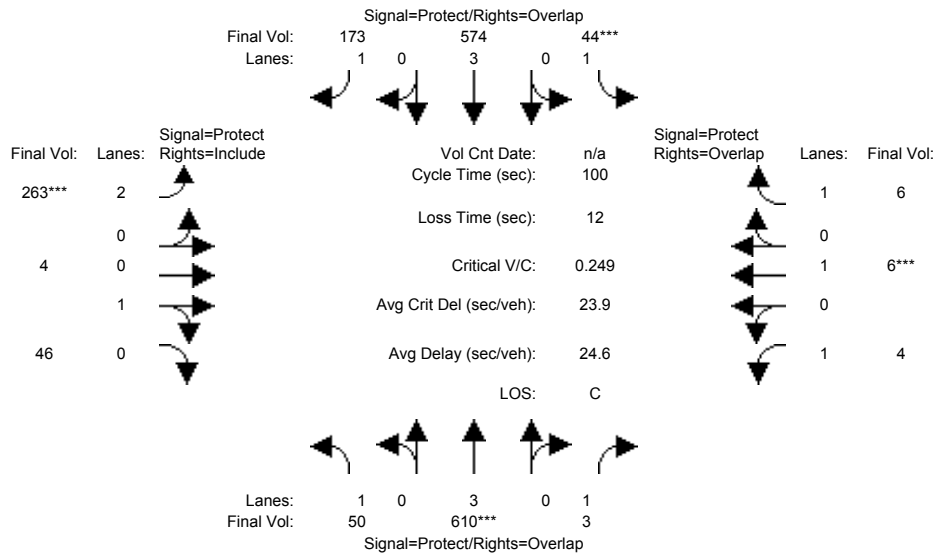 Signal=Protect/Rights=Overlap
Final Vol: 173 574 44***
Lanes: 1 0 3 0 1
Signal=Protect
Final Vol: Lanes: Rights=Include
Vol Cnt Date: n/a
Signal=Protect
Rights=Overlap Lanes: Final Vol:
Cycle Time (sec): 100
263*** 2
1 6
Loss Time (sec): 12
0
0
4 0
Critical V/C: 0.249
1 6***
1
Avg Crit Del (sec/veh): 23.9
0
46 0
Avg Delay (sec/veh): 24.6
1 4
LOS: C
Lanes: 1 0 3 0 1
Final Vol: 50 610*** 3
Signal=Protect/Rights=Overlap